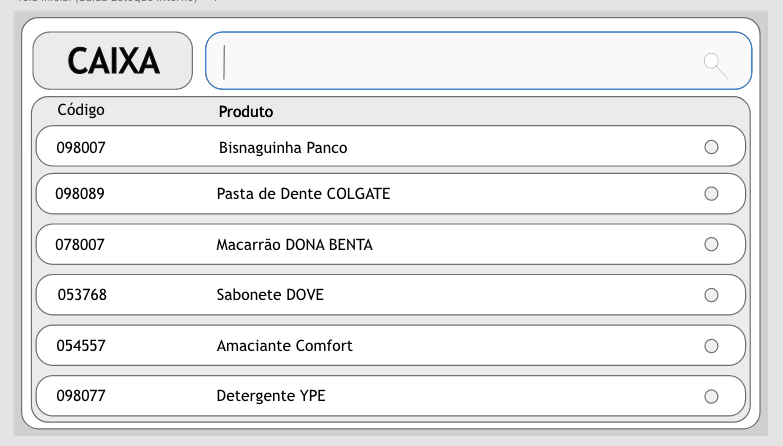 CAIXA
Código Produto
098007 Bisnaguinha Panco
098089 Pasta de Dente COLGATE
078007 Macarrão DONA BENTA
053768 Sabonete DOVE
054557 Amaciante Comfort
098077 Detergente YPE